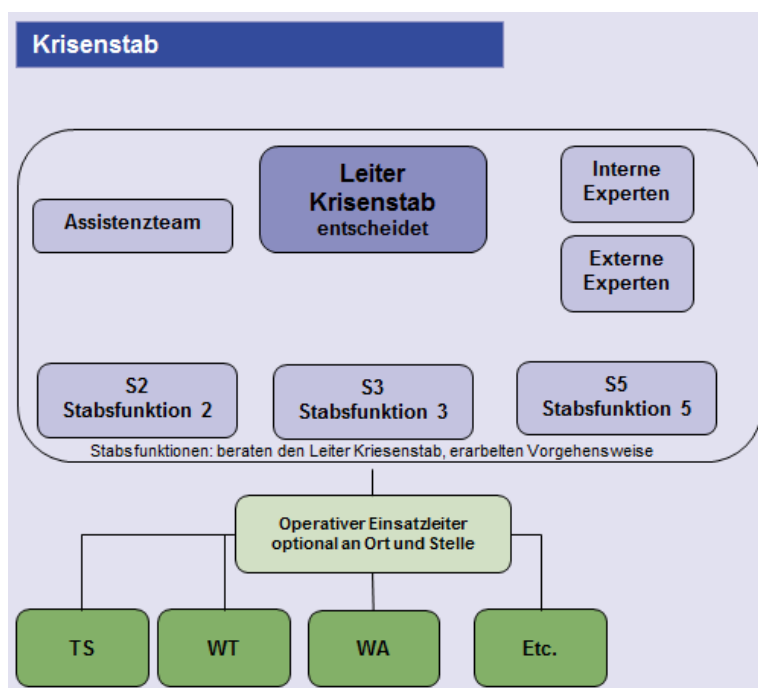 Krisenstab
Leiter
Krisenstab
entscheidet
Assistenzteam
Interne
Experten
Externe
Experten
S2
Stabsfunktion 2
S3
Stabsfunktion 3
S5
Stabsfunktion 5
Stabsfunktionen: beraten den Leiter Kriesenstab, erarbelten Vorgehensweise
Operativer Einsatzleiter
optional an Ort und Stelle
TS
WT
WA
Etc.